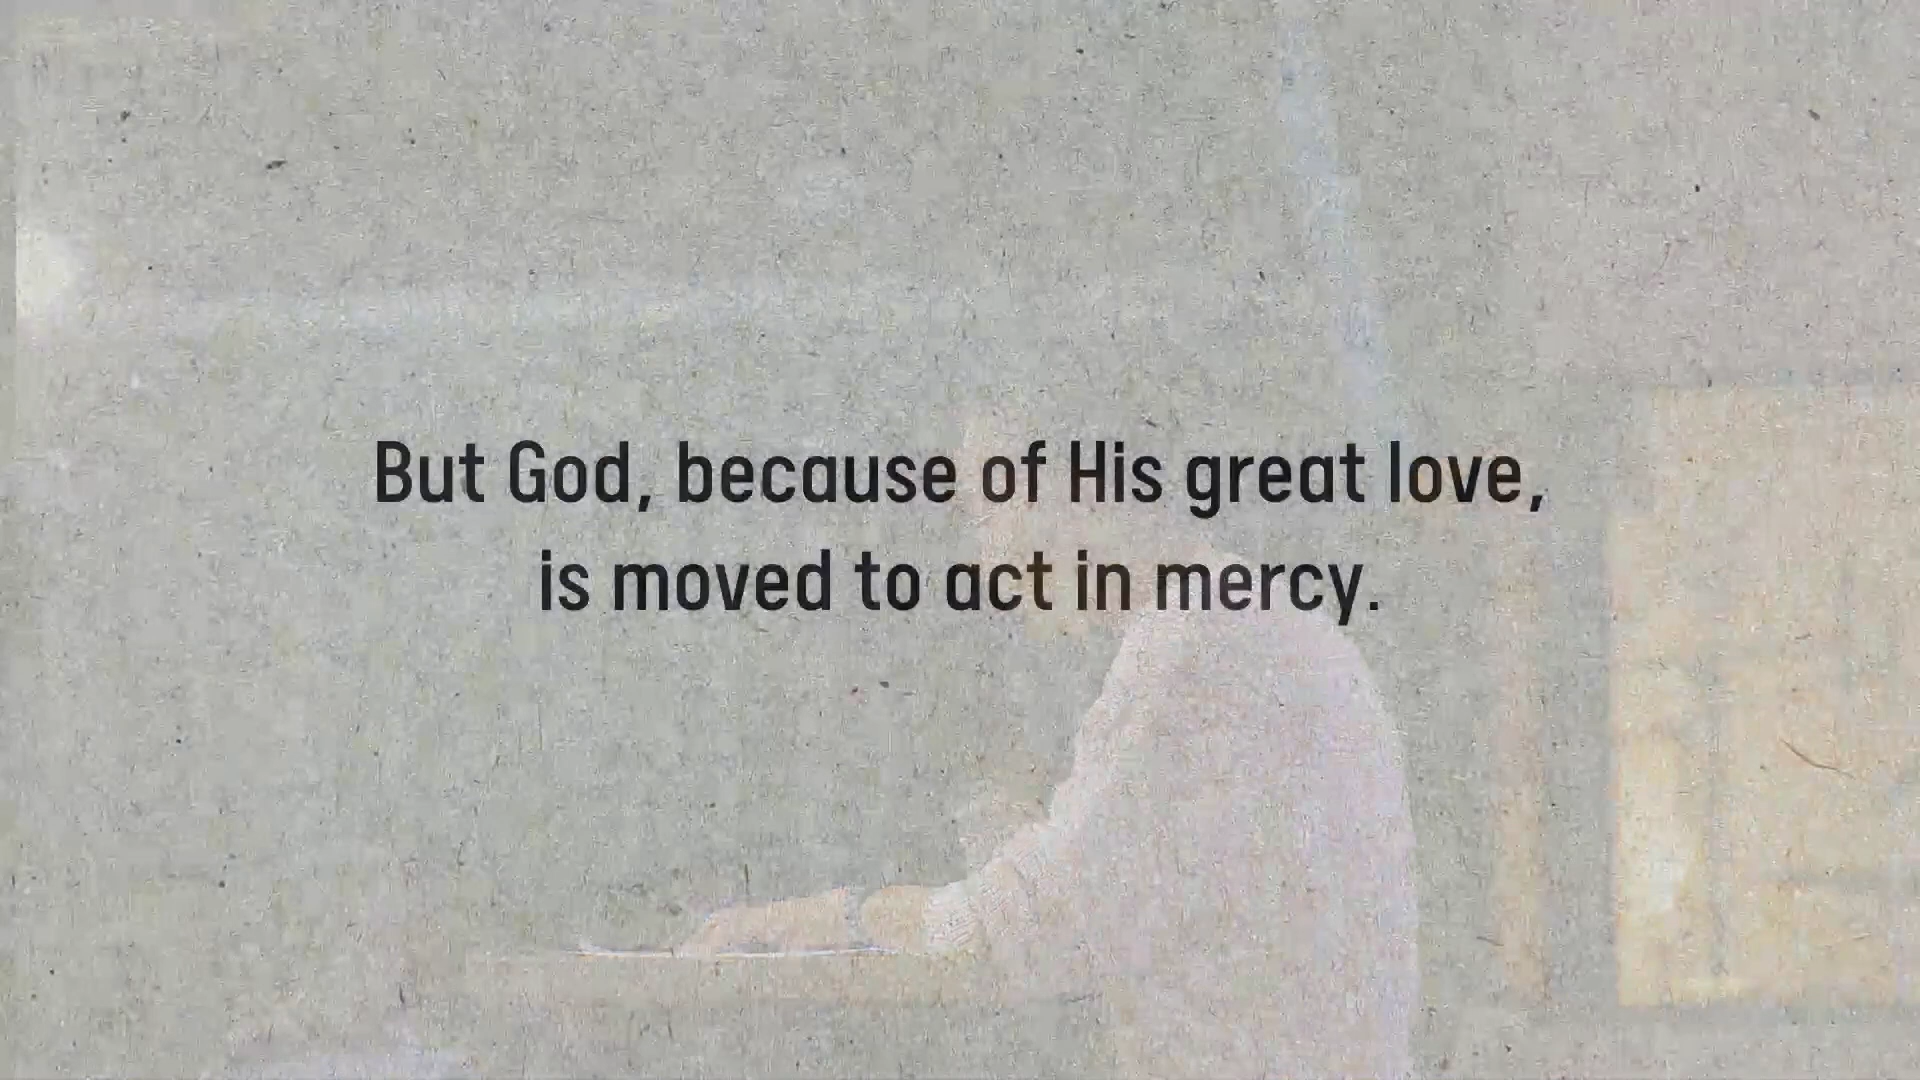 But God, because of His great love,
is moved to act in mercy.